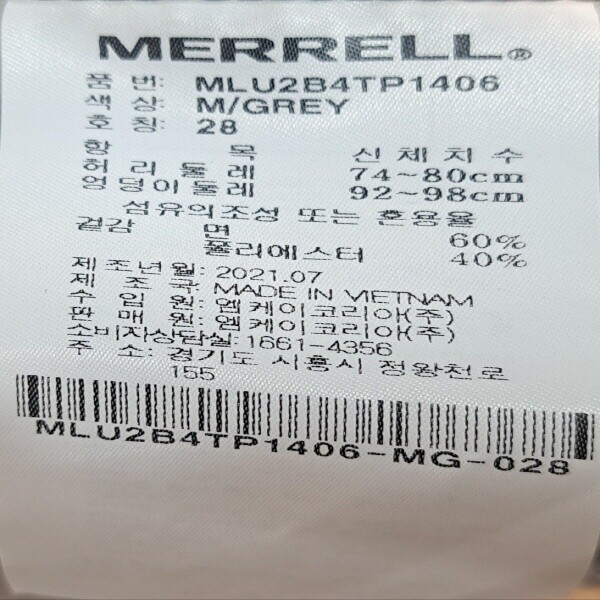 MERRELL®
품 번: MLU2B4TP1406
색 상: M/GREY
호 칭: 28
항 목 신체치수
허리둘레 74~80cm
엉덩이둘레 92~98cm
섬유의조성 또는 혼용율
겉감 면 60%
폴리에스터 40%
제조년월: 2021.07
제 조 국: MADE IN VIETNAM
수 입 원: 엠케이코리아(주)
판 매 원: 엠케이코리아(주)
소비자상담실: 1661-4356
주 소: 경기도 시흥시 정왕천로
155
MLU2B4TP1406-MG-028